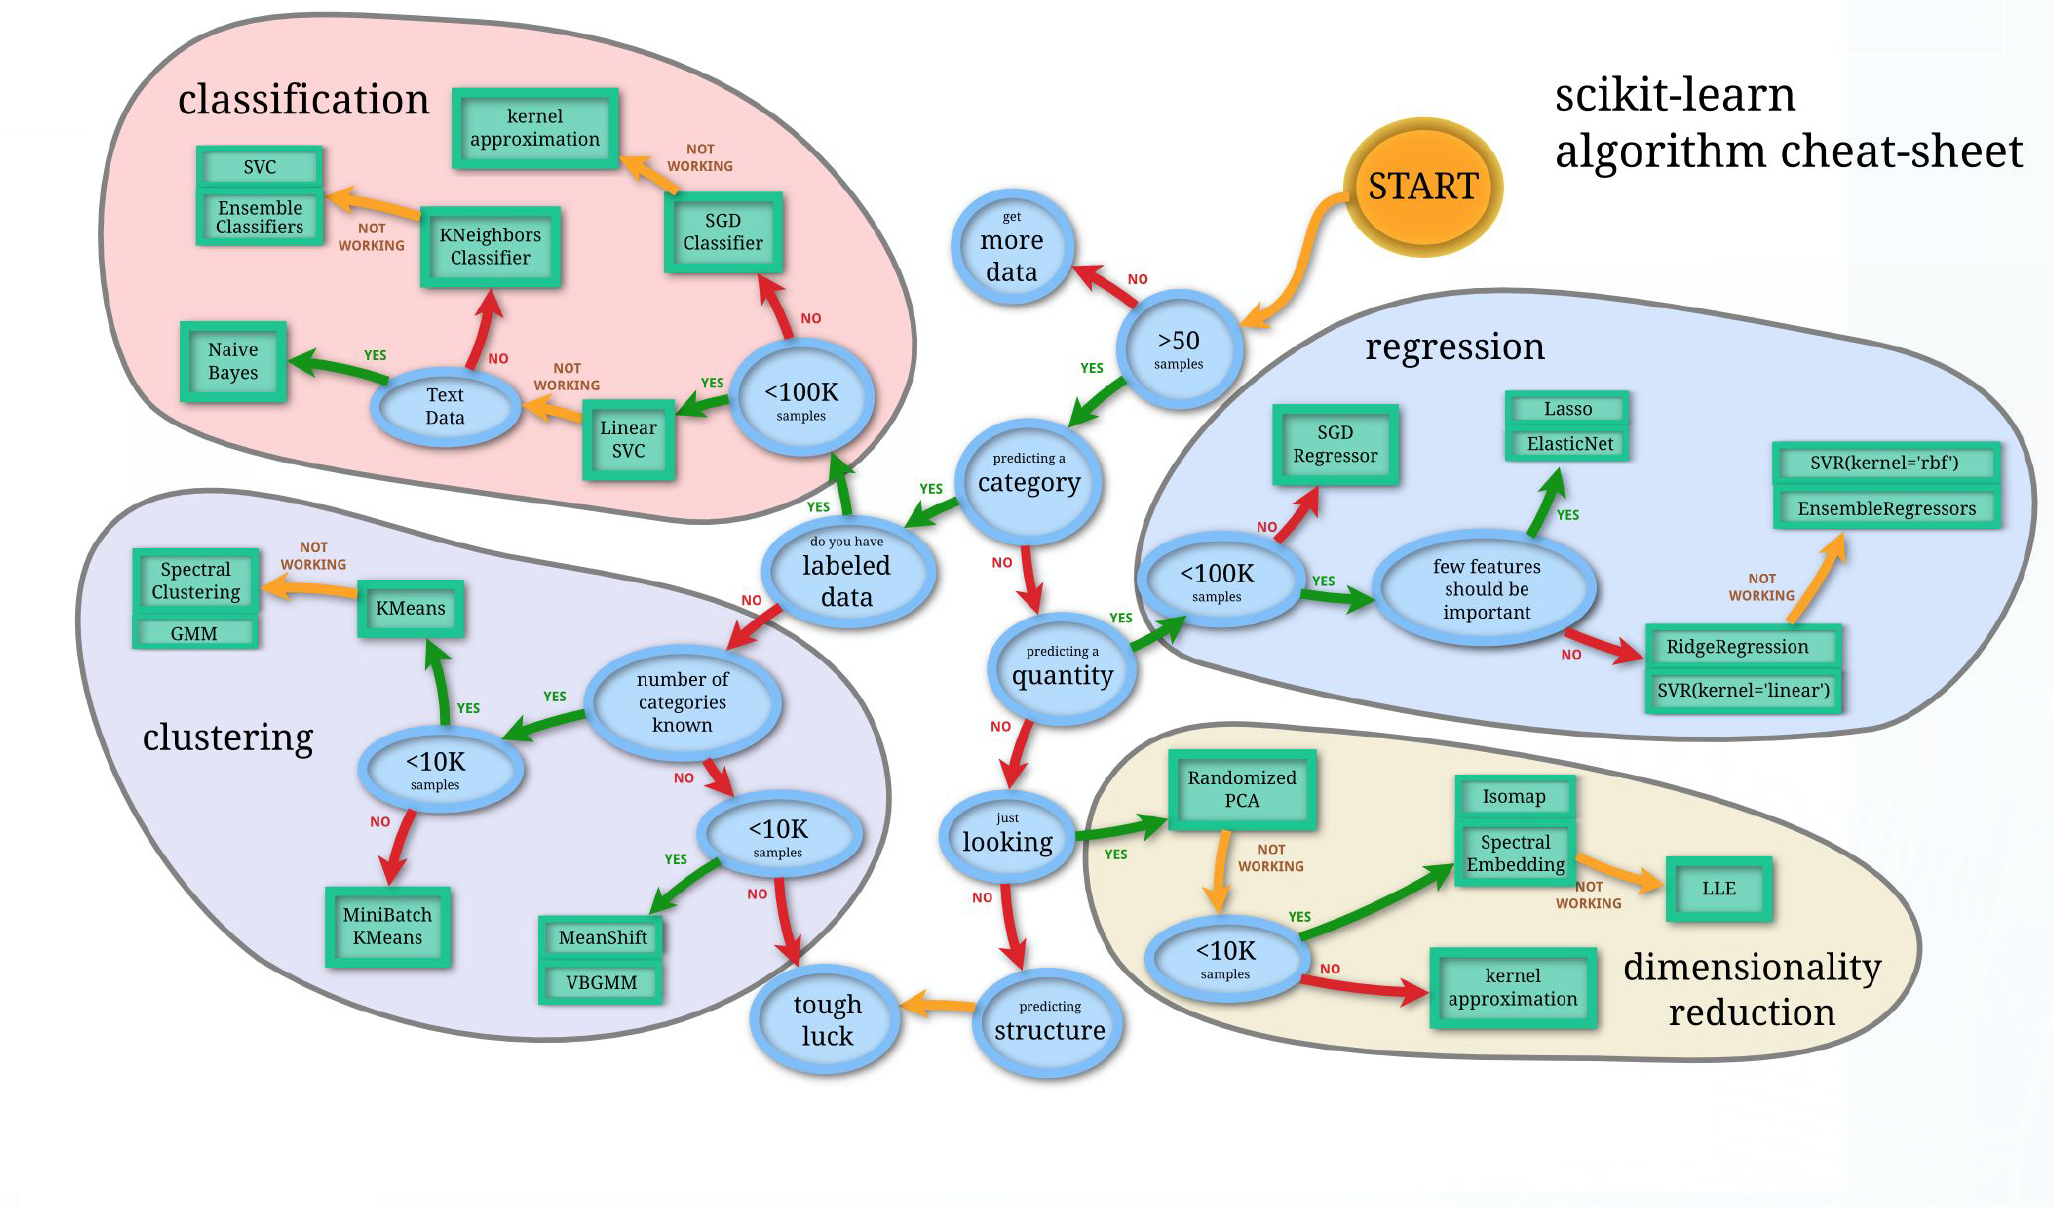 scikit-learn
algorithm cheat-sheet
START
classification
kernel
approximation
NOT
WORKING
SVC
Ensemble
Classifiers
NOT
WORKING
KNeighbors
Classifier
SGD
Classifier
NO
Naive
Bayes
YES
NO
Text
Data
NOT
WORKING
Linear
SVC
YES
<100K
samples
get
more
data
NO
>50
samples
YES
predicting a
category
YES
YES
do you have
labeled
data
NO
NO
predicting a
quantity
YES
NO
just
looking
YES
NO
predicting
structure
tough
luck
regression
SGD
Regressor
NO
<100K
samples
YES
Lasso
ElasticNet
YES
few features
should be
important
NO
SVR(kernel='rbf')
EnsembleRegressors
NOT
WORKING
RidgeRegression
SVR(kernel='linear')
clustering
Spectral
Clustering
GMM
NOT
WORKING
KMeans
YES
number of
categories
known
YES
<10K
samples
NO
NO
MiniBatch
KMeans
<10K
samples
YES
NO
MeanShift
VBGMM
Randomized
PCA
NOT
WORKING
<10K
samples
YES
NO
Isomap
Spectral
Embedding
NOT
WORKING
LLE
kernel
approximation
dimensionality
reduction